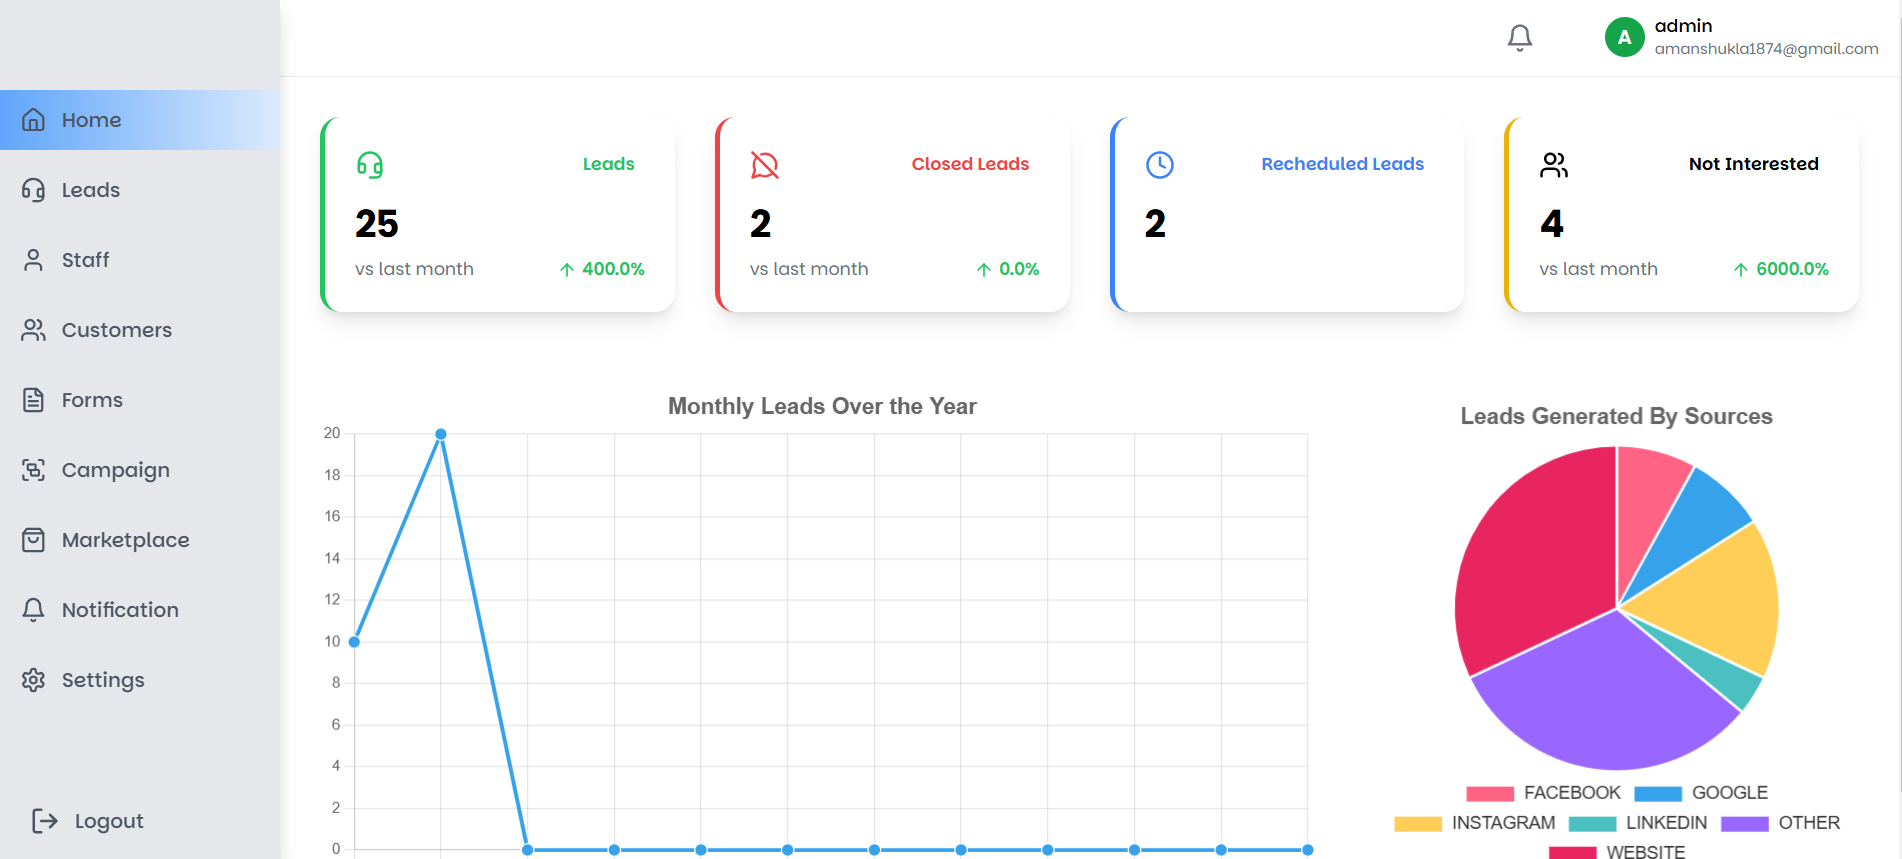 A
admin
amanshukla1874@gmail.com
Home
Leads
Staff
Customers
Forms
Campaign
Marketplace
Notification
Settings
Logout
Leads
25
vs last month
400.0%
Closed Leads
2
vs last month
0.0%
Recheduled Leads
2
Not Interested
4
vs last month
6000.0%
Monthly Leads Over the Year
20
18
16
14
12
10
8
6
4
2
0
Leads Generated By Sources
FACEBOOK GOOGLE
INSTAGRAM LINKEDIN OTHER
WEBSITE